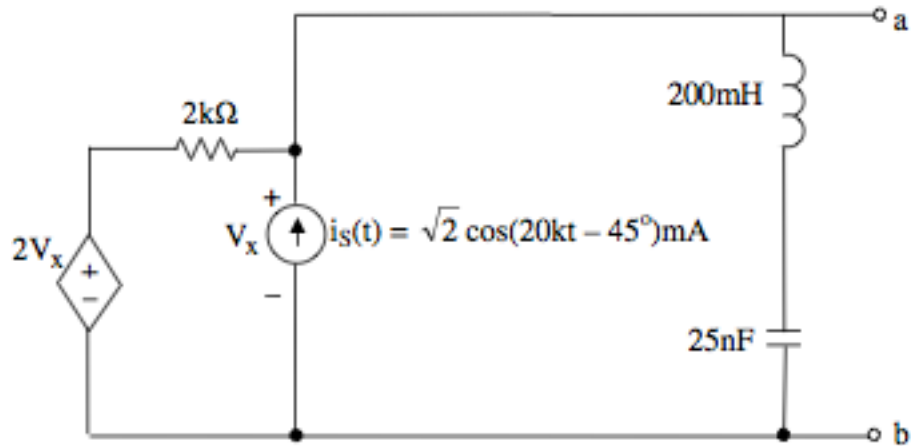 a
200mH
2kΩ
+
Vx
iS(t) = √2 cos(20kt – 45°)mA
–
2Vx
+
–
25nF
b